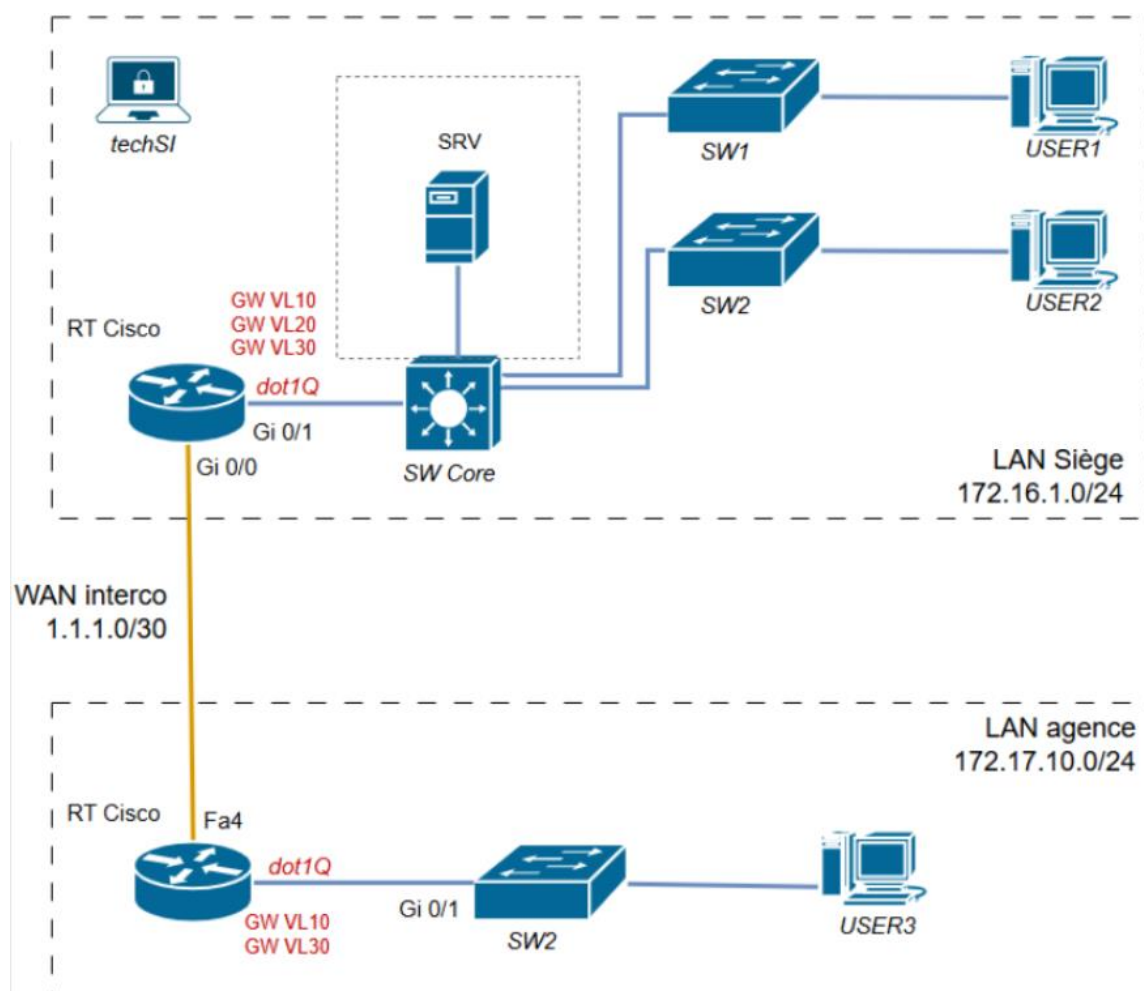 techSI
SRV
SW1
USER1
SW2
USER2
GW VL10
GW VL20
GW VL30
RT Cisco
dot1Q
Gi 0/1
Gi 0/0
SW Core
LAN Siège
172.16.1.0/24
WAN interco
1.1.1.0/30
LAN agence
172.17.10.0/24
RT Cisco
Fa4
dot1Q
GW VL10
GW VL30
Gi 0/1
SW2
USER3